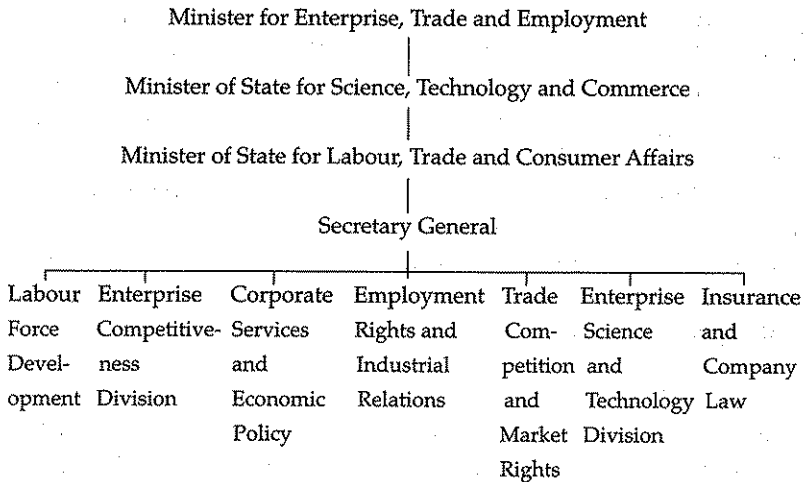 Minister for Enterprise, Trade and Employment
Minister of State for Science, Technology and Commerce
Minister of State for Labour, Trade and Consumer Affairs
Secretary General
Labour
Force
Devel-
opment
Enterprise
Competitive-
ness
Division
Corporate
Services
and
Economic
Policy
Employment
Rights and
Industrial
Relations
Trade
Com-
petition
and
Market
Rights
Enterprise
Science
and
Technology
Division
Insurance
and
Company
Law